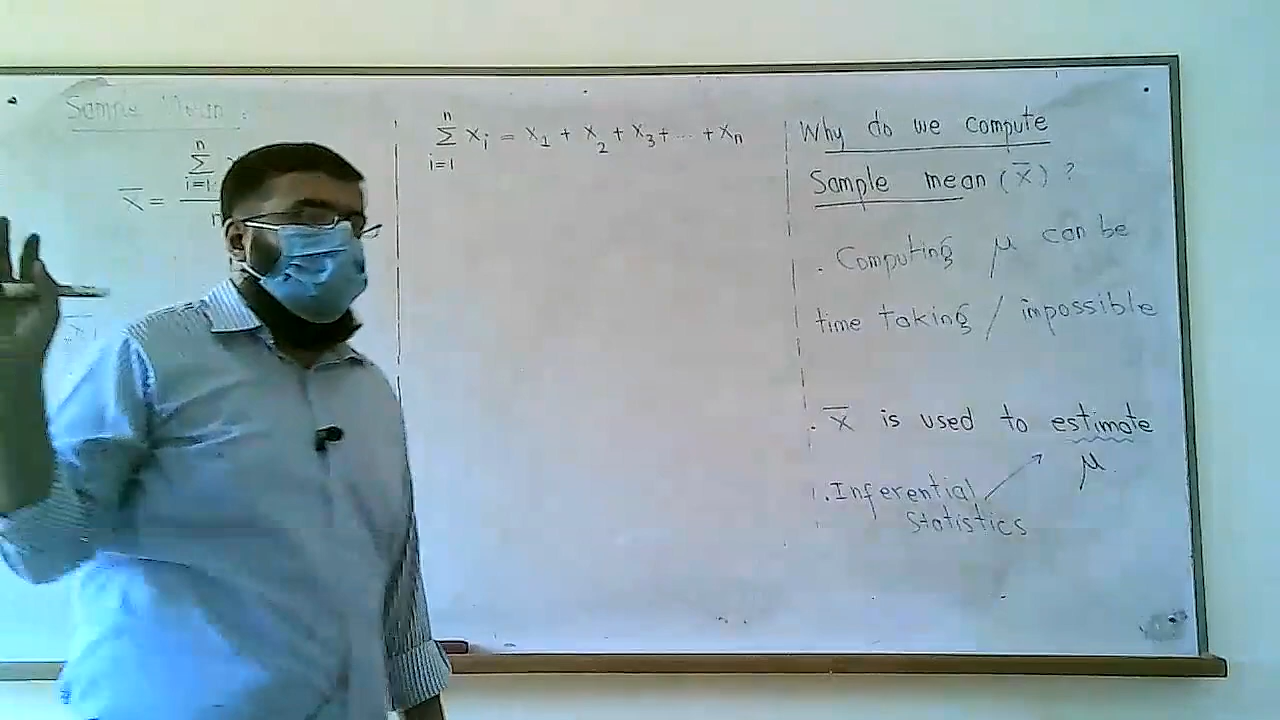 Sample Mean:
n
Σ
i=1
x̄ =
n
x̄
n
Σ xᵢ = x₁ + x₂ + x₃ + ... + xₙ
i=1
Why do we compute
Sample mean (x̄) ?
. Computing μ can be
time taking / impossible
. x̄ is used to estimate
μ.
. Inferential
Statistics